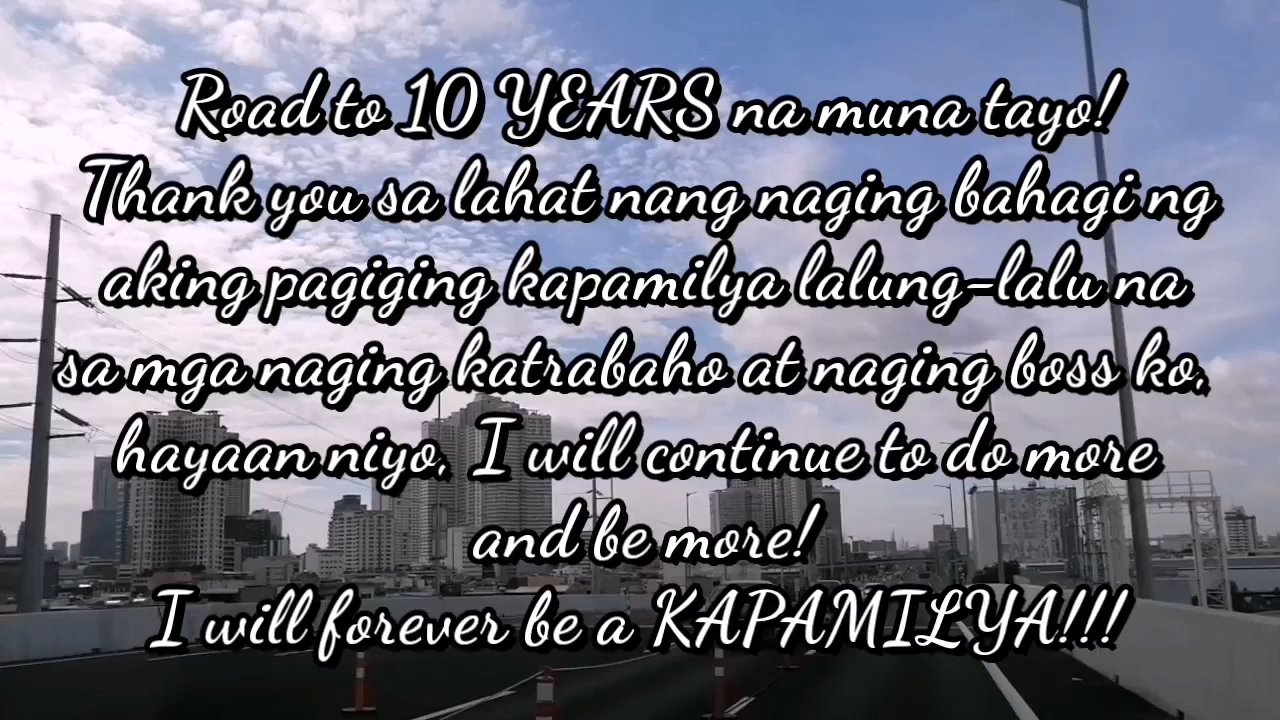 Road to 10 YEARS na muna tayo!
Thank you sa lahat nang naging bahagi ng
aking pagiging kapamilya lalung-lalu na
sa mga naging katrabaho at naging boss ko,
hayaan niyo, I will continue to do more
and be more!
I will forever be a KAPAMILYA!!!